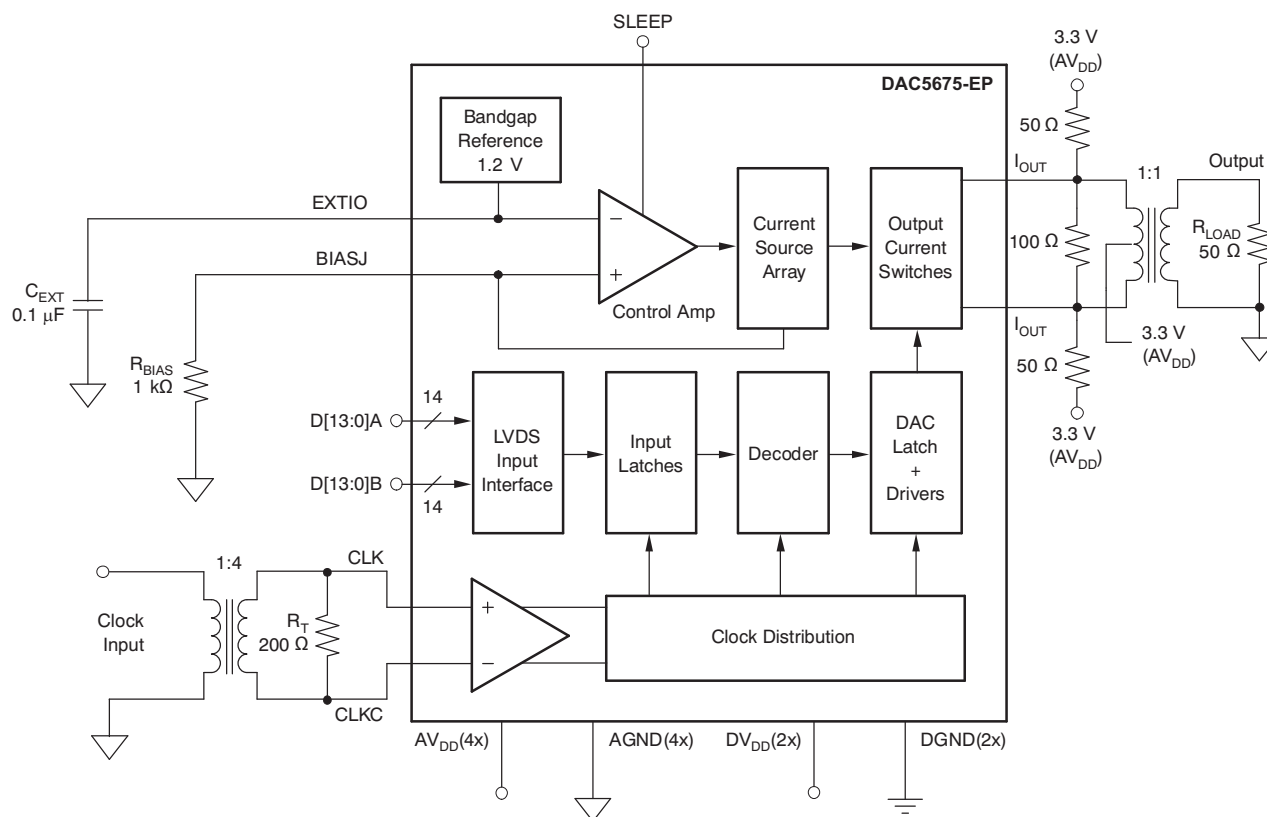 SLEEP
DAC5675-EP
Bandgap
Reference
1.2 V
EXTIO
BIASJ
CEXT
0.1 μF
RBIAS
1 kΩ
−
+
Control Amp
Current
Source
Array
Output
Current
Switches
3.3 V
(AVDD)
50 Ω
IOUT
1:1
Output
100 Ω
RLOAD
50 Ω
IOUT
3.3 V
(AVDD)
50 Ω
3.3 V
(AVDD)
D[13:0]A
14
D[13:0]B
14
LVDS
Input
Interface
Input
Latches
Decoder
DAC
Latch
+
Drivers
1:4
CLK
Clock
Input
RT
200 Ω
CLKC
+
−
Clock Distribution
AVDD(4x)
AGND(4x)
DVDD(2x)
DGND(2x)